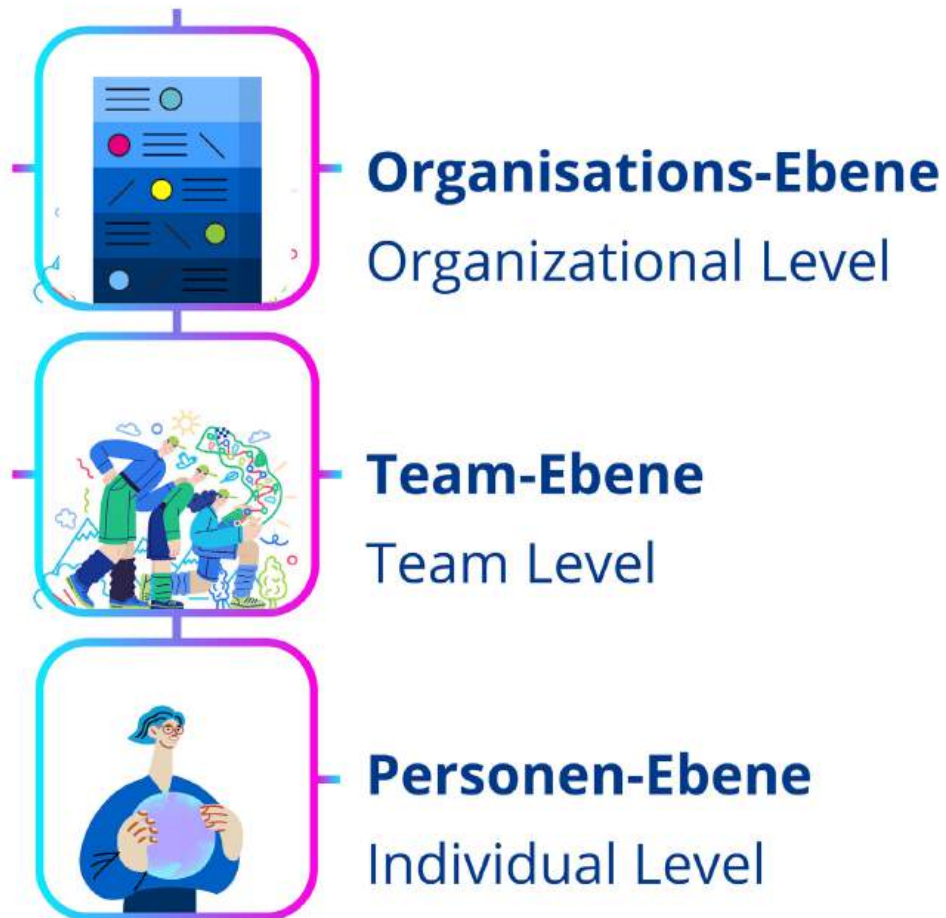 Organisations-Ebene
Organizational Level
Team-Ebene
Team Level
Personen-Ebene
Individual Level